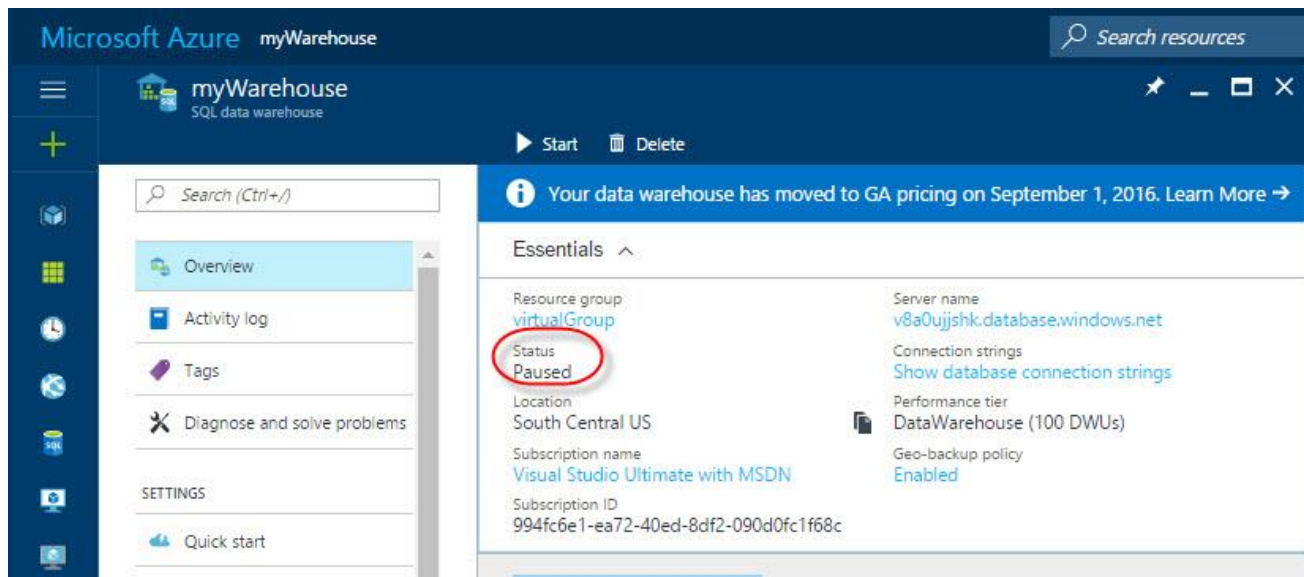 Microsoft Azure myWarehouse
Search resources
myWarehouse
SQL data warehouse
Start Delete
Search (Ctrl+/)
Your data warehouse has moved to GA pricing on September 1, 2016. Learn More →
Essentials
Overview
Activity log
Tags
Diagnose and solve problems
SETTINGS
Quick start
Resource group
virtualGroup
Status
Paused
Location
South Central US
Subscription name
Visual Studio Ultimate with MSDN
Subscription ID
994fc6e1-ea72-40ed-8df2-090d0fc1f68c
Server name
v8a0ujjshk.database.windows.net
Connection strings
Show database connection strings
Performance tier
DataWarehouse (100 DWUs)
Geo-backup policy
Enabled
SQL